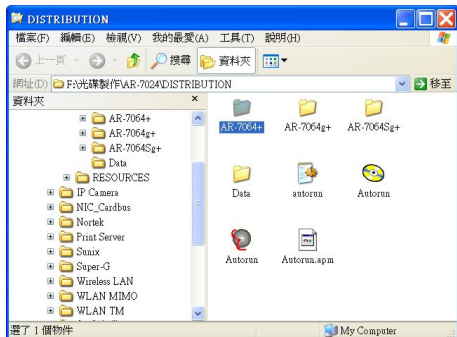 DISTRIBUTION
檔案(F) 編輯(E) 檢視(V) 我的最愛(A) 工具(T) 說明(H)
上一頁 搜尋 資料夾
網址(D) F:\光碟製作\AR-7024\DISTRIBUTION 移至
資料夾 x
AR-7064+
AR-7064g+
AR-7064Sg+
Data
RESOURCES
IP Camera
NIC_Cardbus
Nortek
Print Server
Sunix
Super-G
Wireless LAN
WLAN MIMO
WLAN TM
AR-7064+ AR-7064g+ AR-7064Sg+
Data autorun Autorun
Autorun Autorun.apm
選了 1 個物件 My Computer